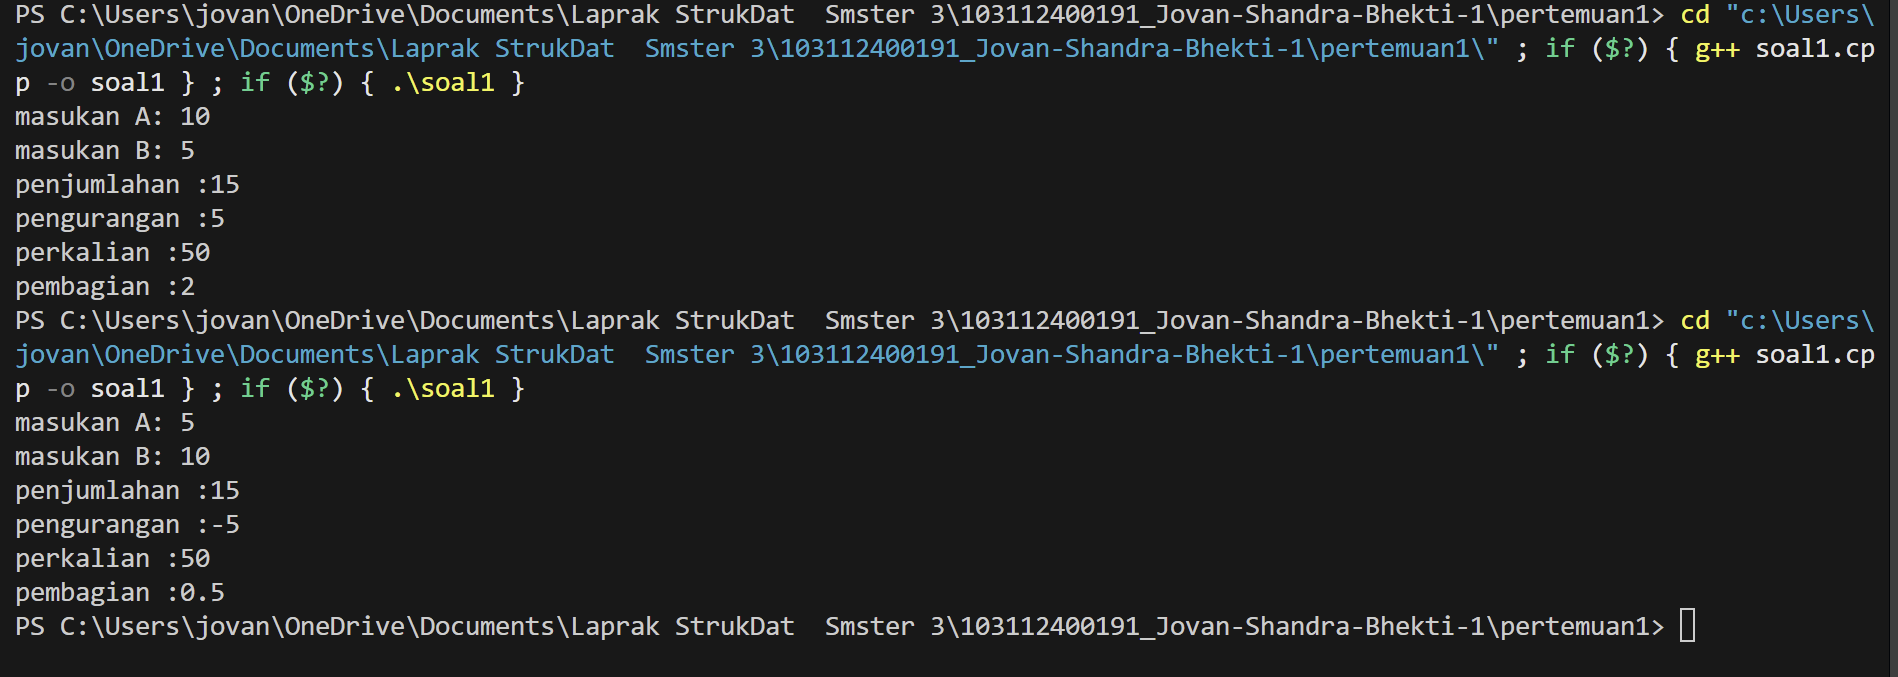 PS C:\Users\jovan\OneDrive\Documents\Laprak StrukDat  Smster 3\103112400191_Jovan-Shandra-Bhekti-1\pertemuan1> cd "c:\Users\
jovan\OneDrive\Documents\Laprak StrukDat  Smster 3\103112400191_Jovan-Shandra-Bhekti-1\pertemuan1\" ; if ($?) { g++ soal1.cp
p -o soal1 } ; if ($?) { .\soal1 }
masukan A: 10
masukan B: 5
penjumlahan :15
pengurangan :5
perkalian :50
pembagian :2
PS C:\Users\jovan\OneDrive\Documents\Laprak StrukDat  Smster 3\103112400191_Jovan-Shandra-Bhekti-1\pertemuan1> cd "c:\Users\
jovan\OneDrive\Documents\Laprak StrukDat  Smster 3\103112400191_Jovan-Shandra-Bhekti-1\pertemuan1\" ; if ($?) { g++ soal1.cp
p -o soal1 } ; if ($?) { .\soal1 }
masukan A: 5
masukan B: 10
penjumlahan :15
pengurangan :-5
perkalian :50
pembagian :0.5
PS C:\Users\jovan\OneDrive\Documents\Laprak StrukDat  Smster 3\103112400191_Jovan-Shandra-Bhekti-1\pertemuan1>